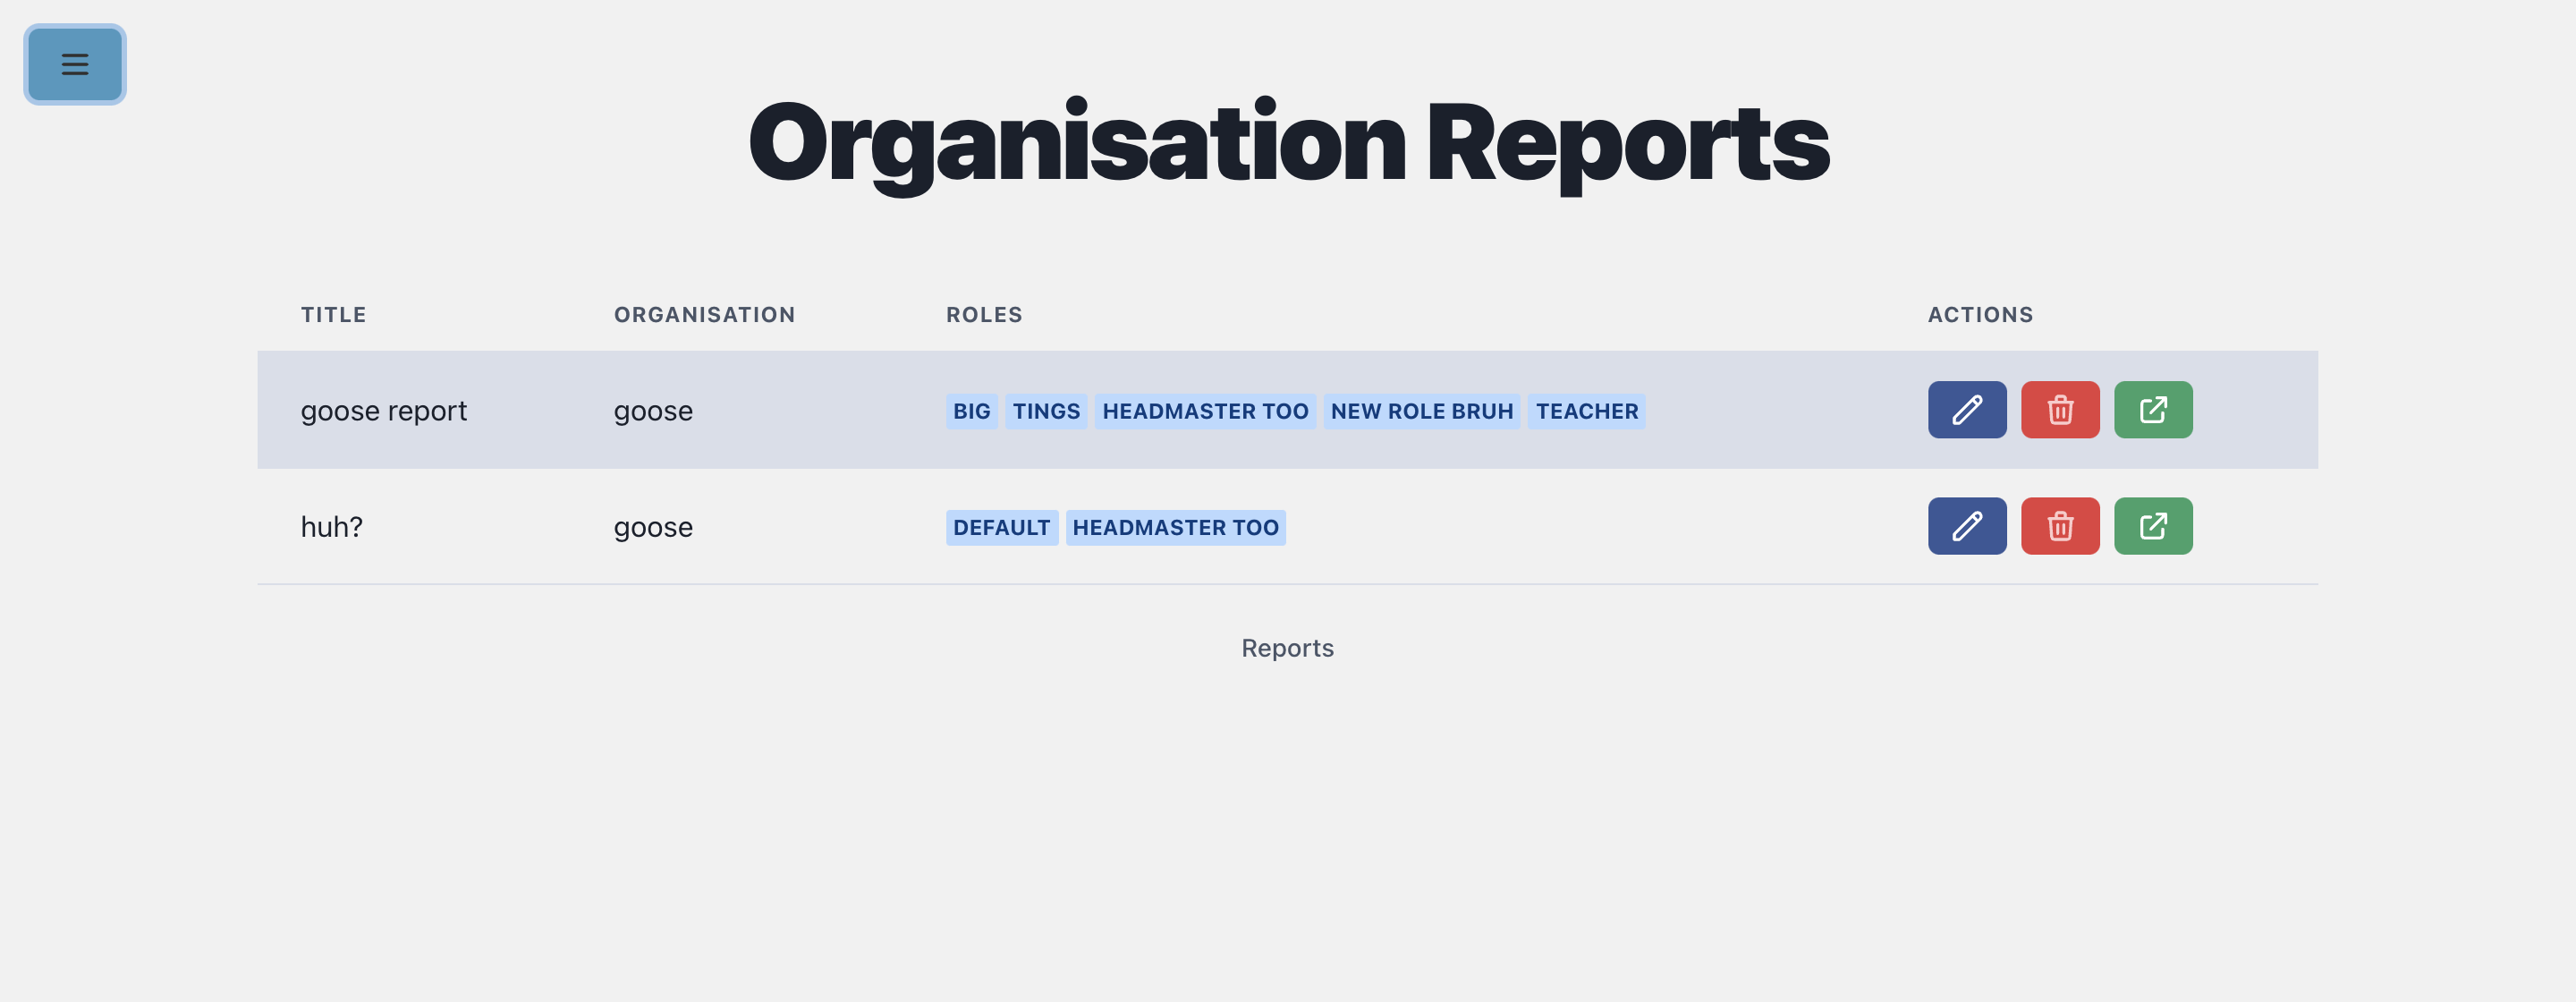 Organisation Reports
TITLE ORGANISATION ROLES ACTIONS
goose report goose BIG TINGS HEADMASTER TOO NEW ROLE BRUH TEACHER
huh? goose DEFAULT HEADMASTER TOO
Reports